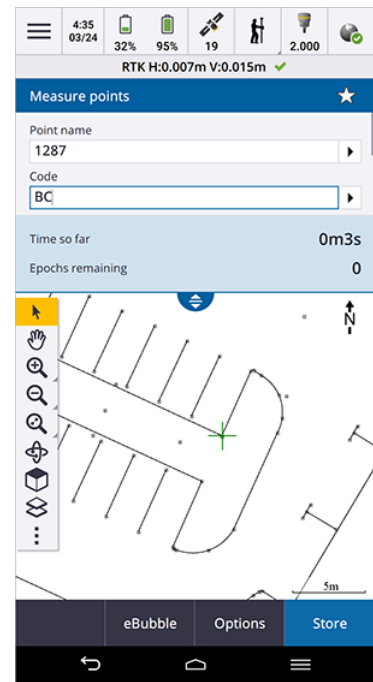 4:35
03/24
32%
95%
19
2.000
RTK H:0.007m V:0.015m
Measure points
Point name
1287
Code
BC
Time so far
0m3s
Epochs remaining
0
N
5m
eBubble
Options
Store